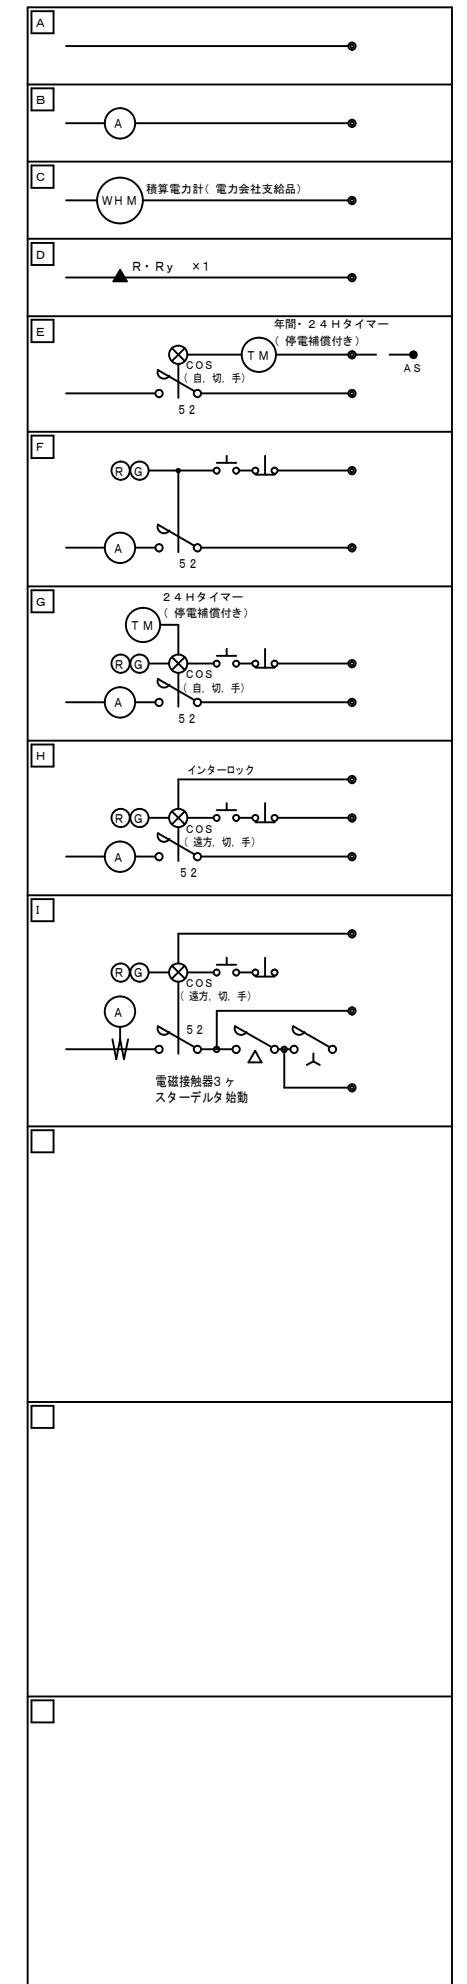 A
B
A
C
WHM
積算電力計(電力会社支給品)
D
R・Ry ×1
E
年間・24Hタイマー
(停電補償付き)
TM
COS
(自,切,手)
AS
52
F
R G
A
52
G
24Hタイマー
(停電補償付き)
TM
R G
COS
(自,切,手)
A
52
H
インターロック
R G
COS
(遠方,切,手)
A
52
I
R G
COS
(遠方,切,手)
A
52
電磁接触器3ヶ
スターデルタ始動